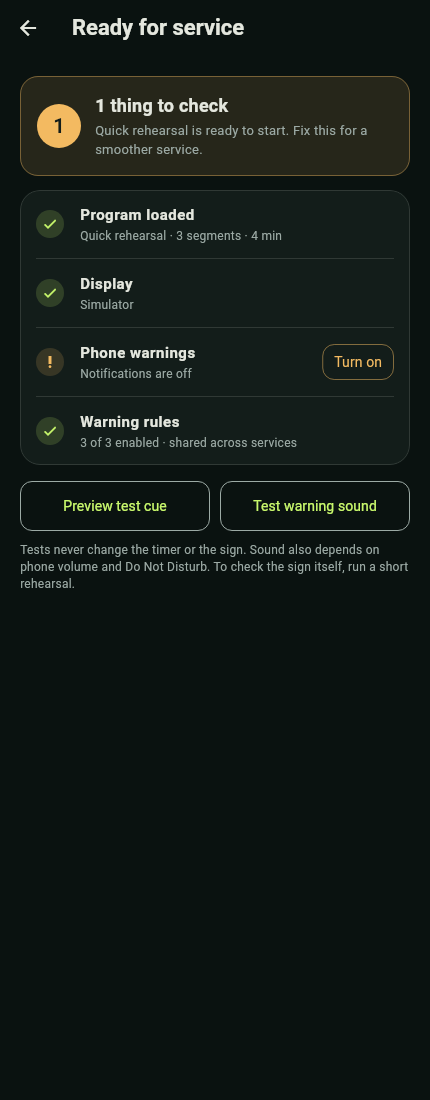 Ready for service
1
1 thing to check
Quick rehearsal is ready to start. Fix this for a
smoother service.
Program loaded
Quick rehearsal · 3 segments · 4 min
Display
Simulator
Phone warnings
Notifications are off
Turn on
Warning rules
3 of 3 enabled · shared across services
Preview test cue
Test warning sound
Tests never change the timer or the sign. Sound also depends on
phone volume and Do Not Disturb. To check the sign itself, run a short
rehearsal.